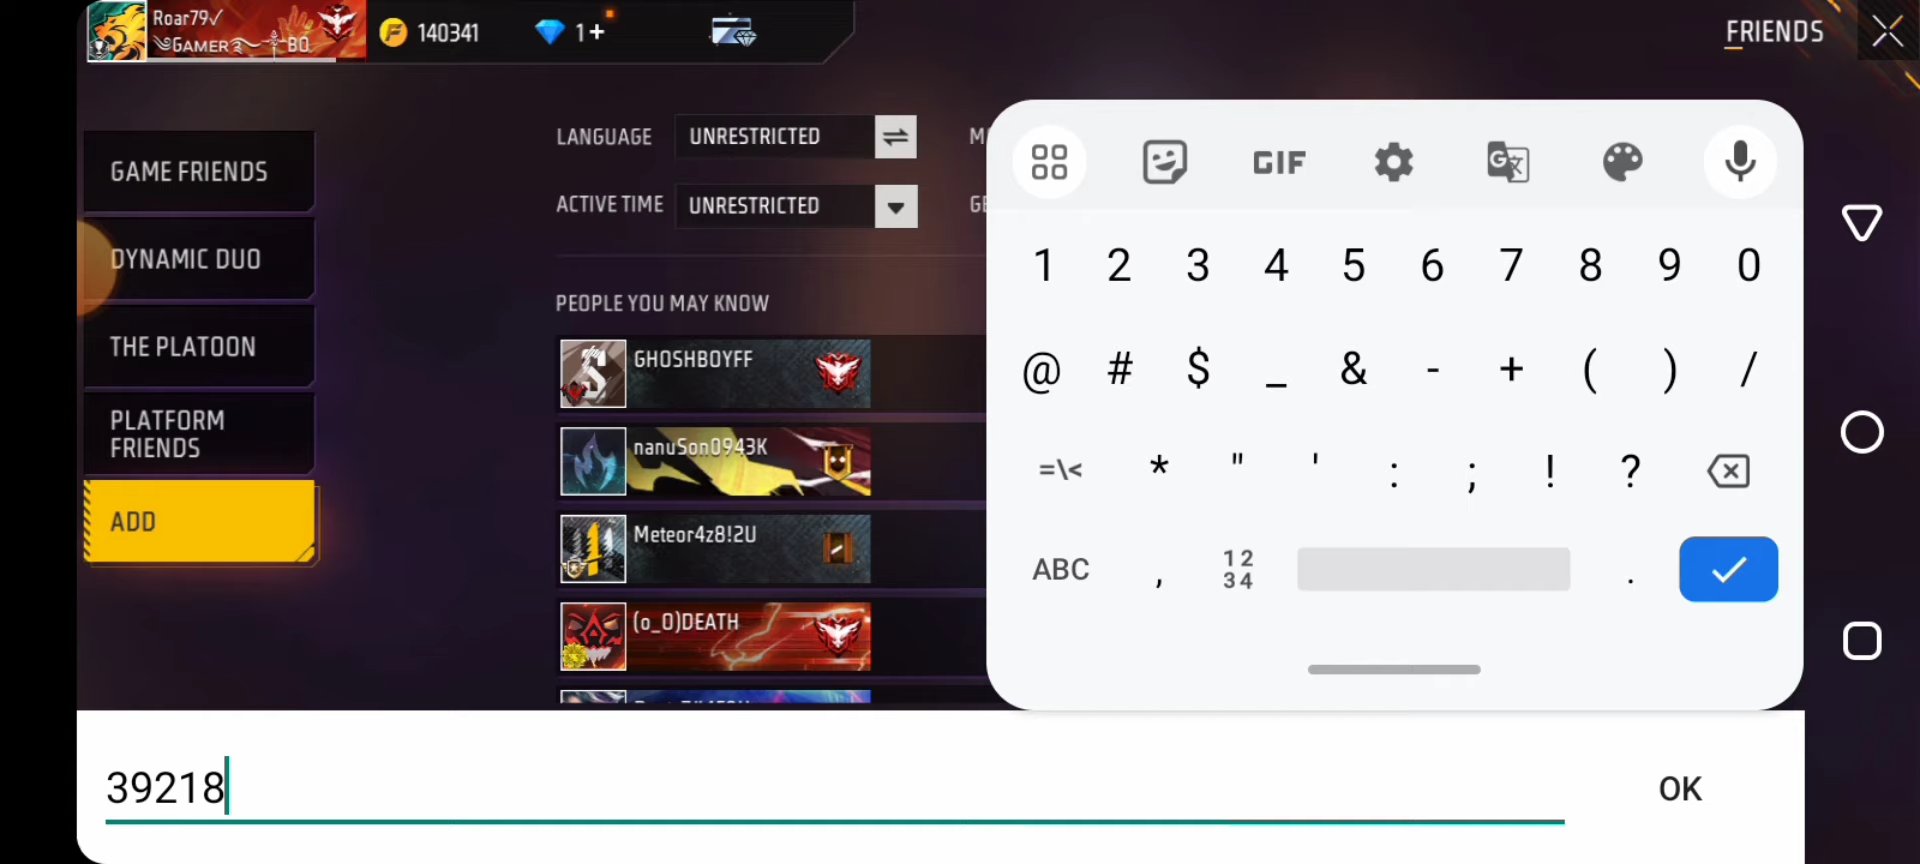 Roar79✓
༄GAMER࿐༒BO
140341
1+
FRIENDS
GAME FRIENDS
DYNAMIC DUO
THE PLATOON
PLATFORM
FRIENDS
ADD
LANGUAGE UNRESTRICTED
ACTIVE TIME UNRESTRICTED
PEOPLE YOU MAY KNOW
GHOSHBOYFF
nanuSon0943K
Meteor4z8!2U
(o_0)DEATH
GIF
1 2 3 4 5 6 7 8 9 0
@ # $ _ & - + ( ) /
=\< * " ' : ; ! ?
ABC , 12 34 .
39218
OK